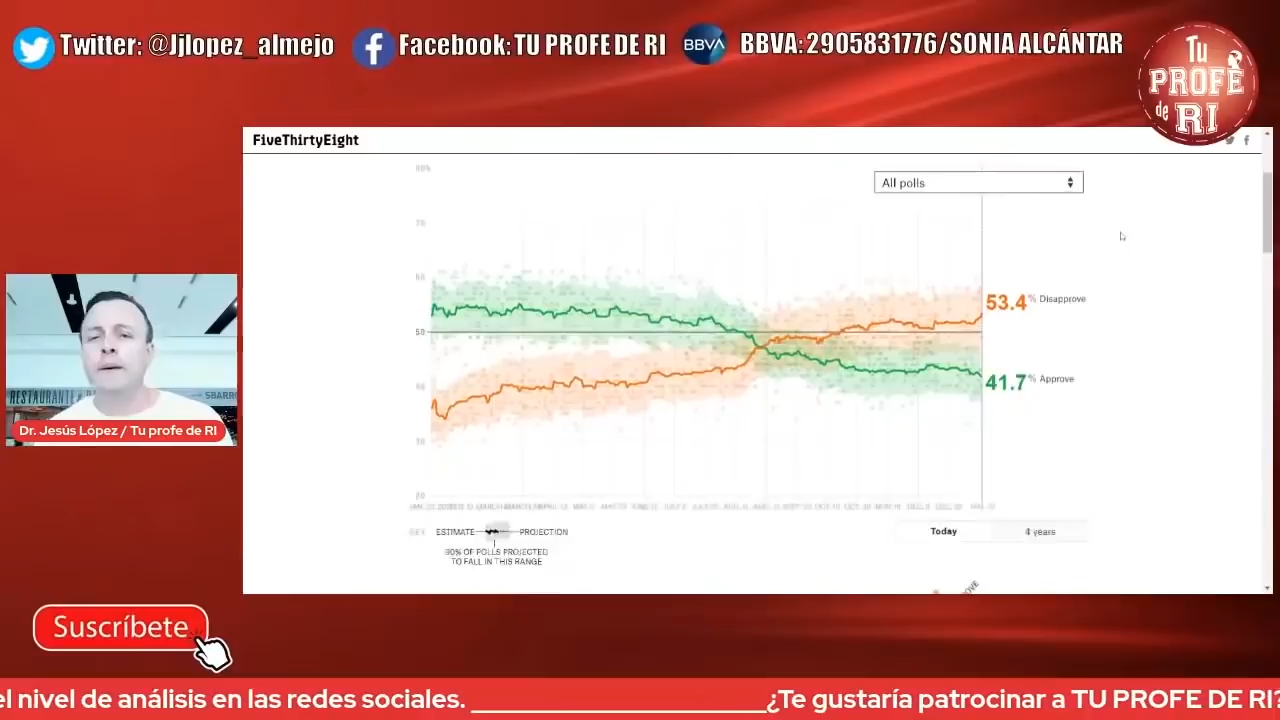 Twitter: @Jjlopez_almejo
Facebook: TU PROFE DE RI
BBVA
BBVA: 2905831776/SONIA ALCÁNTAR
Tu
PROFE
de RI
FiveThirtyEight
All polls
50
53.4% Disapprove
41.7% Approve
RESTAURANTE
SBARRO
Dr. Jesús López / Tu profe de RI
ESTIMATE
PROJECTION
90% OF POLLS PROJECTED
TO FALL IN THIS RANGE
Today
4 years
Suscríbete
el nivel de análisis en las redes sociales. ¿Te gustaría patrocinar a TU PROFE DE RI?